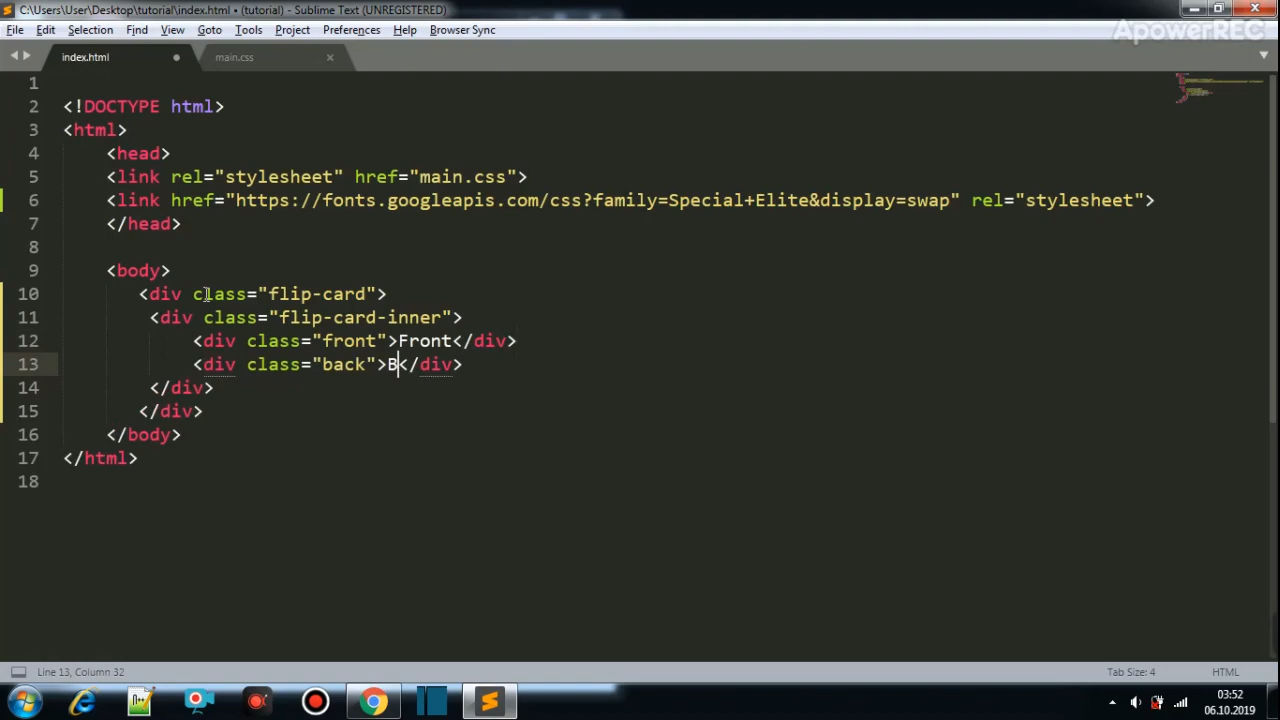 C:\Users\User\Desktop\tutorial\index.html • (tutorial) - Sublime Text (UNREGISTERED)
File Edit Selection Find View Goto Tools Project Preferences Help Browser Sync
ApowerREC
index.html main.css
1
2 <!DOCTYPE html>
3 <html>
4 <head>
5 <link rel="stylesheet" href="main.css">
6 <link href="https://fonts.googleapis.com/css?family=Special+Elite&display=swap" rel="stylesheet">
7 </head>
8
9 <body>
10 <div class="flip-card">
11 <div class="flip-card-inner">
12 <div class="front">Front</div>
13 <div class="back">B</div>
14 </div>
15 </div>
16 </body>
17 </html>
18
Line 13, Column 32 Tab Size: 4 HTML
03:52
06.10.2019